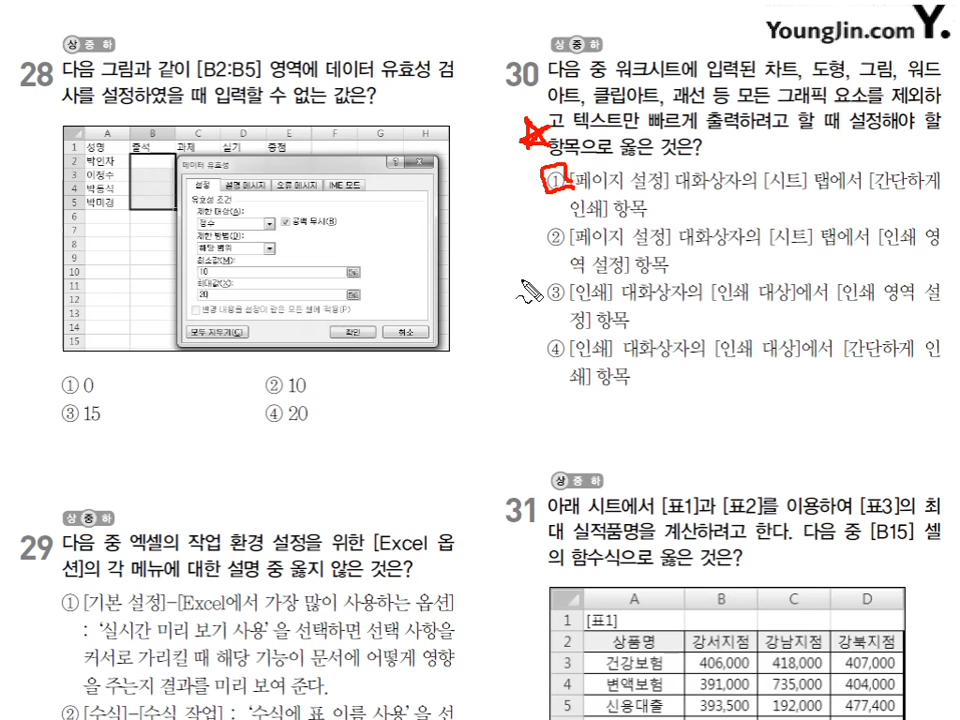 YoungJin.com Y.
상 중 하
28 다음 그림과 같이 [B2:B5] 영역에 데이터 유효성 검
사를 설정하였을 때 입력할 수 없는 값은?
A B C D E F G H
1 성명 출석 과제 실기 총점
2 박인자
3 이정수
4 박동식
5 박미경
6
7
8
9
10
11
12
13
14
15
데이터 유효성
설정 설명 메시지 오류 메시지 IME 모드
유효성 조건
제한 대상(A):
정수 공백 무시(B)
제한 방법(D):
해당 범위
최소값(M):
10
최대값(X):
20
변경 내용을 설정이 같은 모든 셀에 적용(P)
모두 지우기(C) 확인 취소
① 0 ② 10
③ 15 ④ 20
상 중 하
29 다음 중 엑셀의 작업 환경 설정을 위한 [Excel 옵
션]의 각 메뉴에 대한 설명 중 옳지 않은 것은?
① [기본 설정]-[Excel에서 가장 많이 사용하는 옵션]
: ‘실시간 미리 보기 사용’을 선택하면 선택 사항을
커서로 가리킬 때 해당 기능이 문서에 어떻게 영향
을 주는지 결과를 미리 보여 준다.
② [수식]-[수식 작업] : ‘수식에 표 이름 사용’을 선
상 중 하
30 다음 중 워크시트에 입력된 차트, 도형, 그림, 워드
아트, 클립아트, 괘선 등 모든 그래픽 요소를 제외하
고 텍스트만 빠르게 출력하려고 할 때 설정해야 할
항목으로 옳은 것은?
① [페이지 설정] 대화상자의 [시트] 탭에서 [간단하게
인쇄] 항목
② [페이지 설정] 대화상자의 [시트] 탭에서 [인쇄 영
역 설정] 항목
③ [인쇄] 대화상자의 [인쇄 대상]에서 [인쇄 영역 설
정] 항목
④ [인쇄] 대화상자의 [인쇄 대상]에서 [간단하게 인
쇄] 항목
상 중 하
31 아래 시트에서 [표1]과 [표2]를 이용하여 [표3]의 최
대 실적품명을 계산하려고 한다. 다음 중 [B15] 셀
의 함수식으로 옳은 것은?
A B C D
1 [표1]
2 상품명 강서지점 강남지점 강북지점
3 건강보험 406,000 418,000 407,000
4 변액보험 391,000 735,000 404,000
5 신용대출 393,500 192,000 477,400